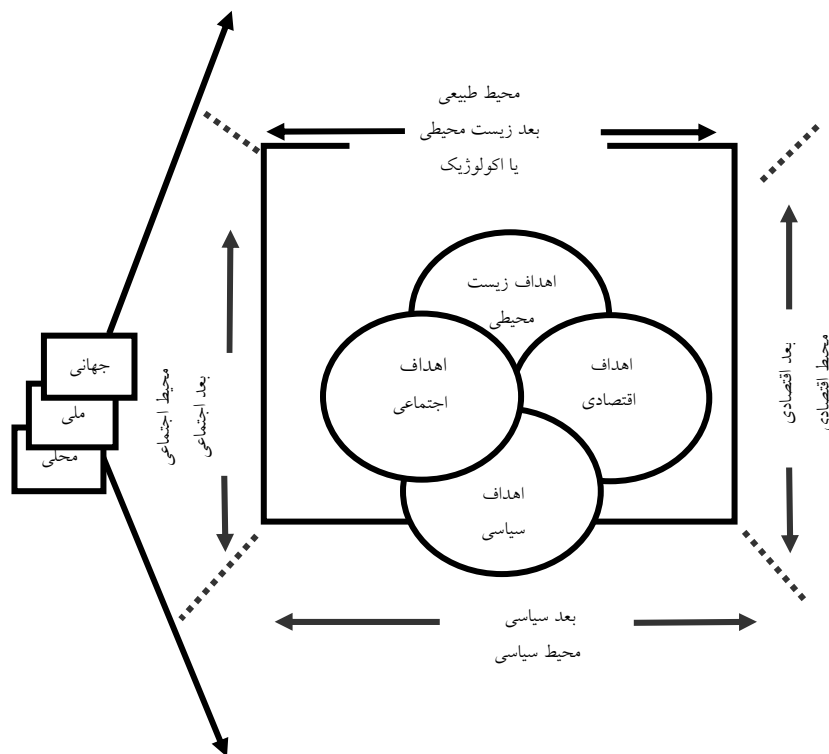 محیط طبیعی
بعد زیست محیطی
یا اکولوژیک
اهداف زیست
محیطی
اهداف
اقتصادی
اهداف
اجتماعی
اهداف
سیاسی
بعد اقتصادی
محیط اقتصادی
محیط اجتماعی
بعد اجتماعی
جهانی
ملی
محلی
بعد سیاسی
محیط سیاسی